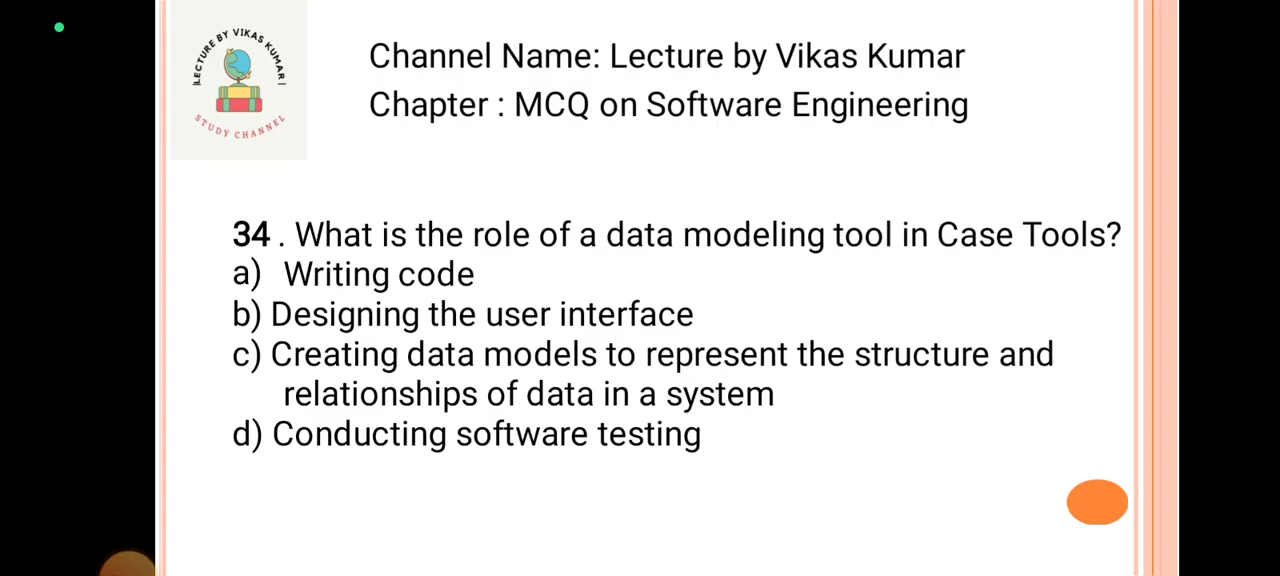 LECTURE BY VIKAS KUMAR
STUDY CHANNEL
Channel Name: Lecture by Vikas Kumar
Chapter : MCQ on Software Engineering
34 . What is the role of a data modeling tool in Case Tools?
a) Writing code
b) Designing the user interface
c) Creating data models to represent the structure and
relationships of data in a system
d) Conducting software testing